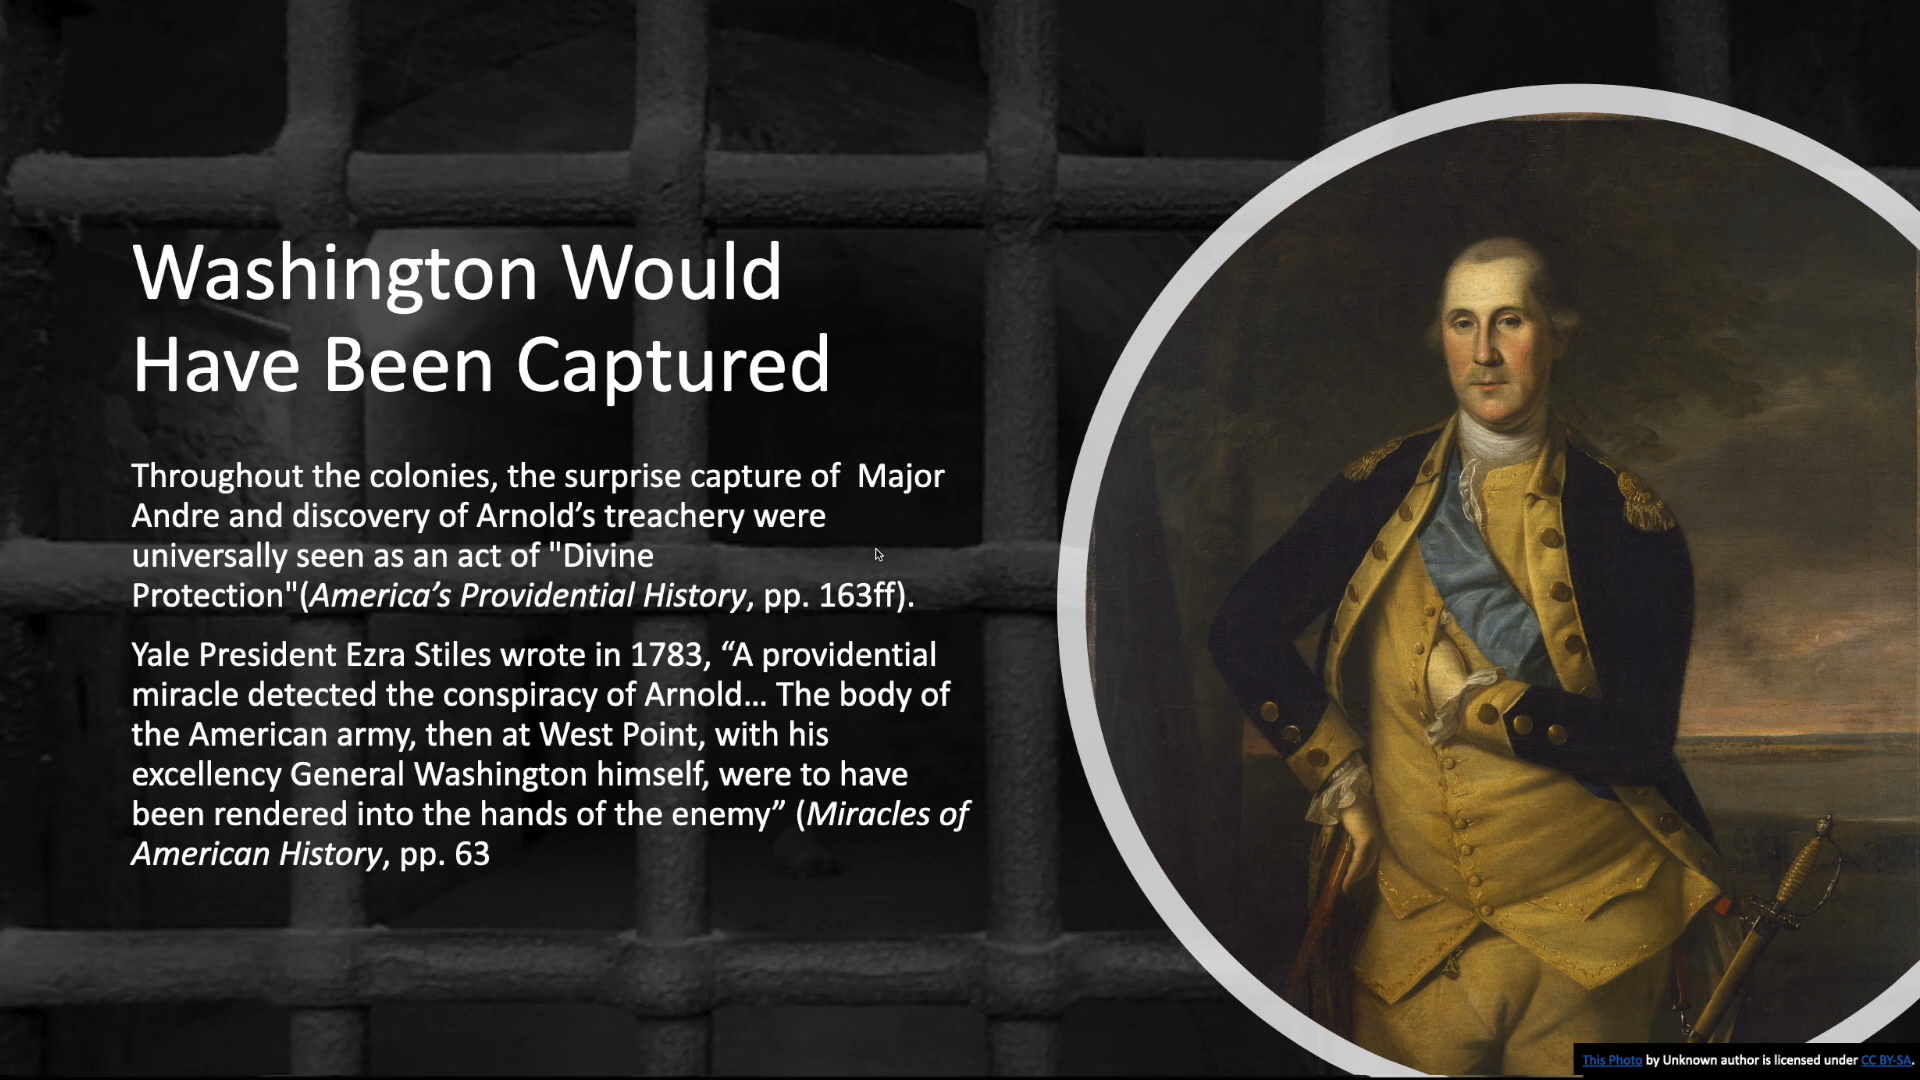 Washington Would
Have Been Captured
Throughout the colonies, the surprise capture of  Major
Andre and discovery of Arnold’s treachery were
universally seen as an act of "Divine
Protection"(America’s Providential History, pp. 163ff).
Yale President Ezra Stiles wrote in 1783, “A providential
miracle detected the conspiracy of Arnold… The body of
the American army, then at West Point, with his
excellency General Washington himself, were to have
been rendered into the hands of the enemy” (Miracles of
American History, pp. 63
This Photo by Unknown author is licensed under CC BY-SA.